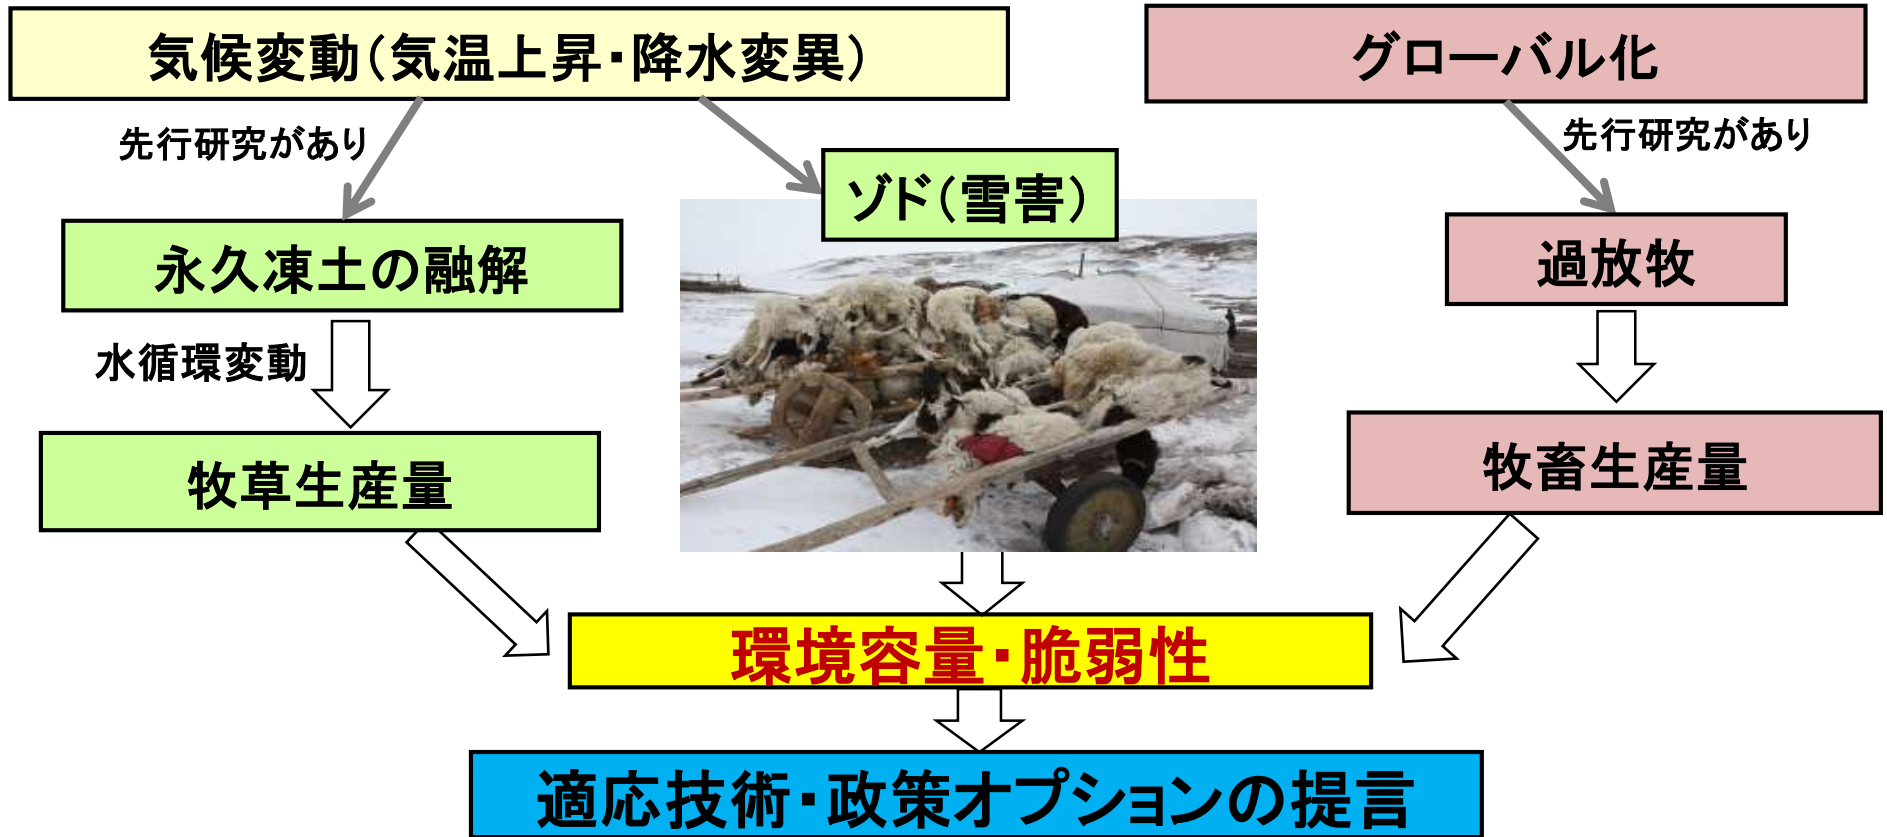 気候変動（気温上昇・降水変異）
グローバル化
先行研究があり
先行研究があり
ゾド（雪害）
永久凍土の融解
過放牧
水循環変動
牧草生産量
牧畜生産量
環境容量・脆弱性
適応技術・政策オプションの提言